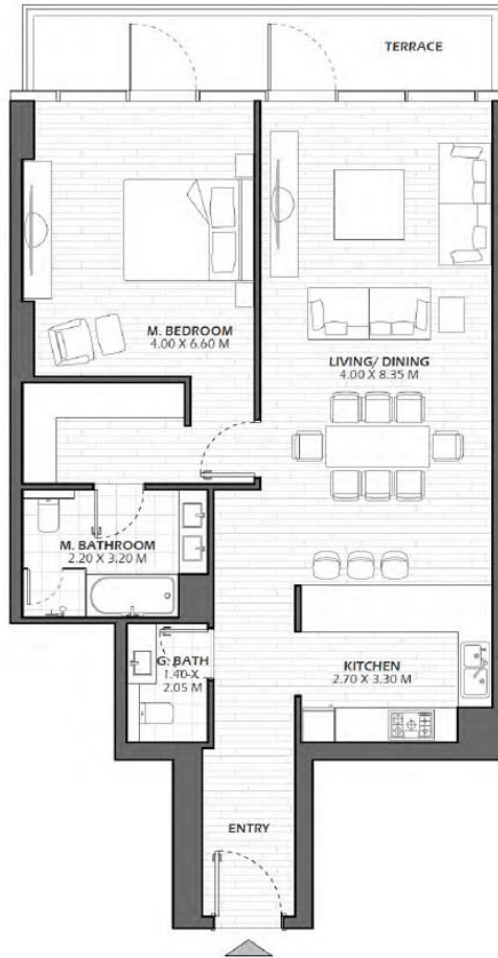 TERRACE
M. BEDROOM
4.00 X 6.60 M
LIVING/ DINING
4.00 X 8.35 M
M. BATHROOM
2.20 X 3.20 M
G. BATH
1.40 X
2.05 M
KITCHEN
2.70 X 3.30 M
ENTRY